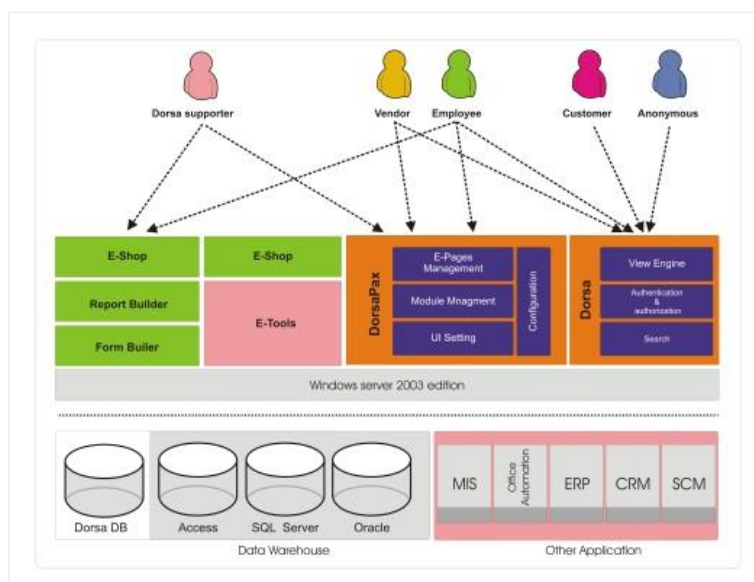 Dorsa supporter
Vendor
Employee
Customer
Anonymous
E-Shop
Report Builder
Form Builer
E-Shop
E-Tools
DorsaPax
E-Pages
Management
Module Mnagment
UI Setting
Configuration
Dorsa
View Engine
Authentication
&
authorization
Search
Windows server 2003 edition
Dorsa DB
Access
SQL Server
Oracle
Data Warehouse
MIS
Office
Automation
ERP
CRM
SCM
Other Application